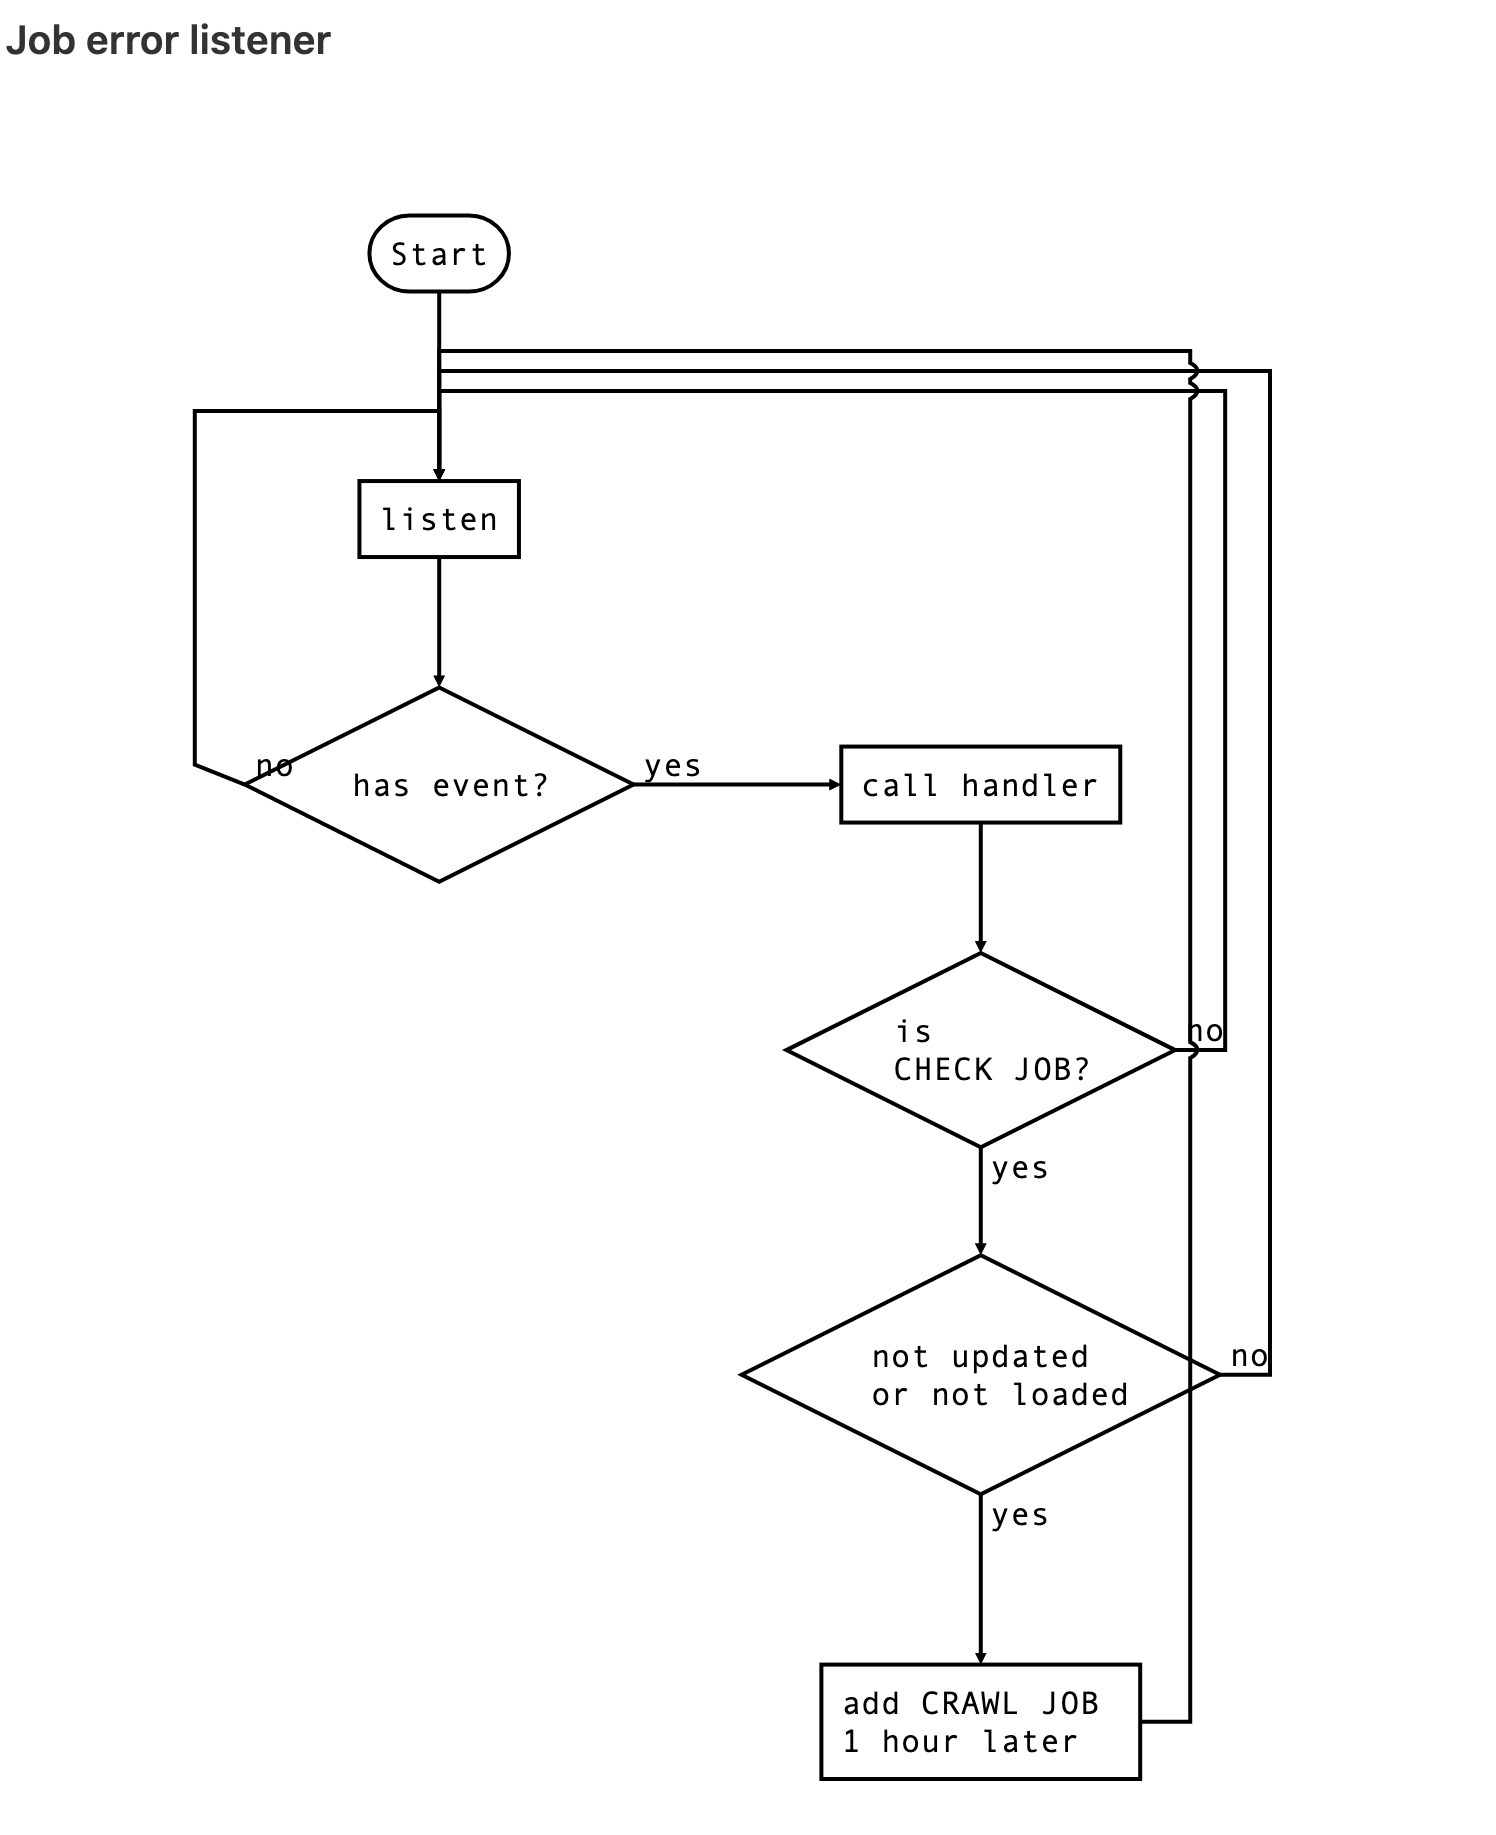 Job error listener
Start
listen
no
has event?
yes
call handler
is
CHECK JOB?
no
yes
not updated
or not loaded
no
yes
add CRAWL JOB
1 hour later